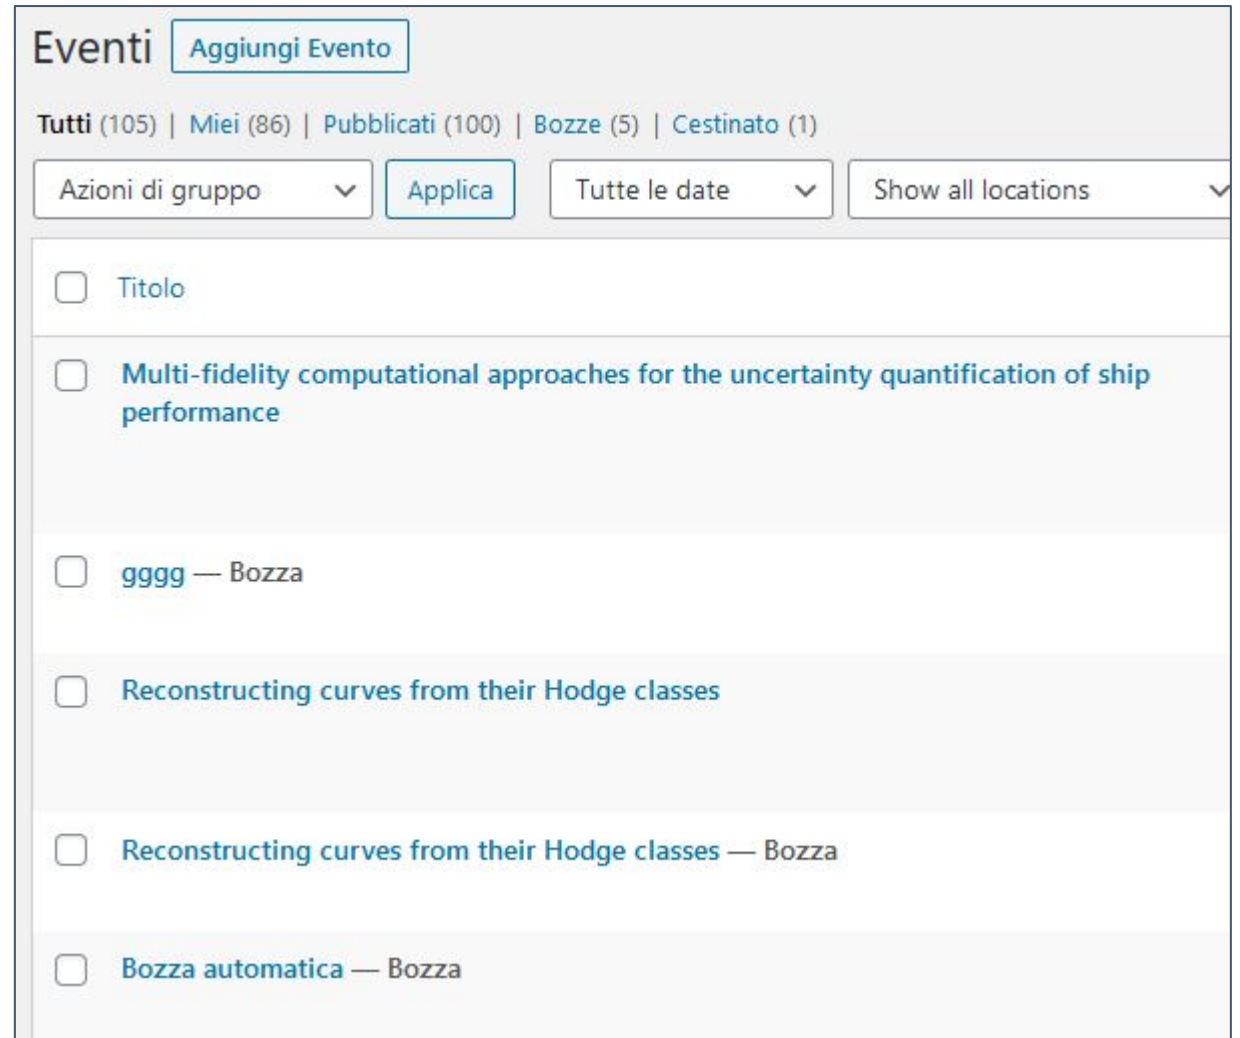 Eventi Aggiungi Evento
Tutti (105) | Miei (86) | Pubblicati (100) | Bozze (5) | Cestinato (1)
Azioni di gruppo Applica Tutte le date Show all locations
Titolo
Multi-fidelity computational approaches for the uncertainty quantification of ship
performance
gggg — Bozza
Reconstructing curves from their Hodge classes
Reconstructing curves from their Hodge classes — Bozza
Bozza automatica — Bozza